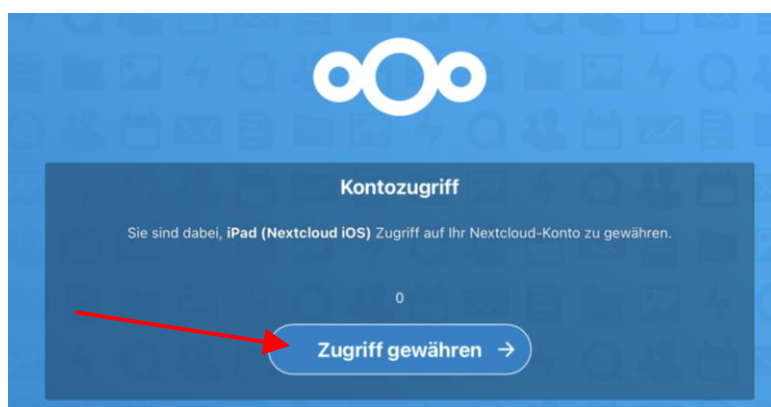 Kontozugriff
Sie sind dabei, iPad (Nextcloud iOS) Zugriff auf Ihr Nextcloud-Konto zu gewähren.
0
Zugriff gewähren →